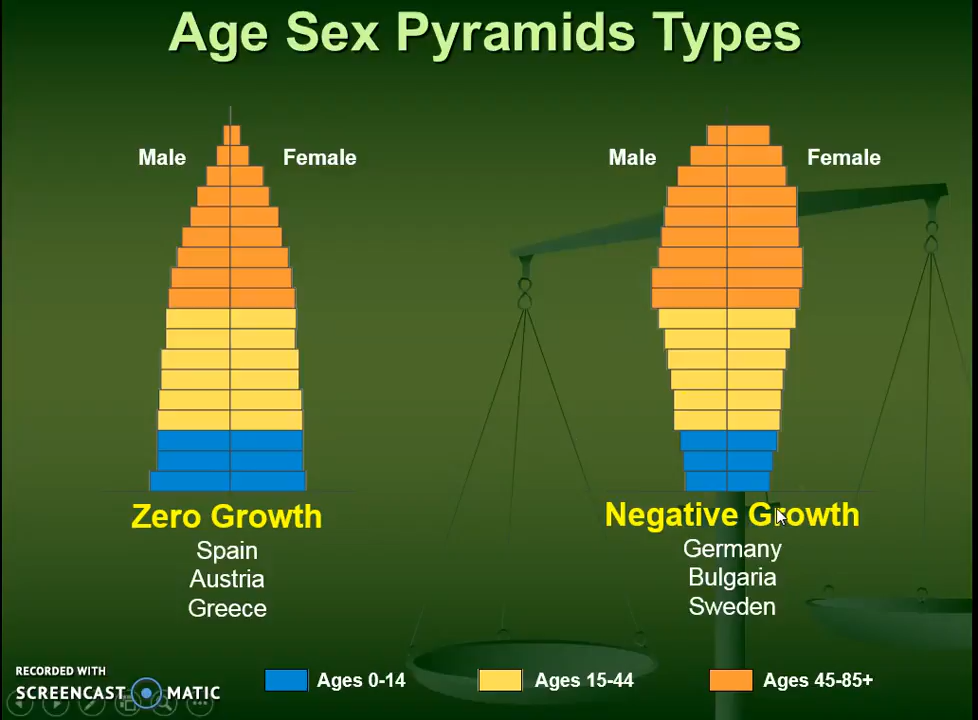 Age Sex Pyramids Types
Male
Female
Male
Female
Zero Growth
Spain
Austria
Greece
Negative Growth
Germany
Bulgaria
Sweden
Ages 0-14
Ages 15-44
Ages 45-85+
RECORDED WITH
SCREENCAST MATIC